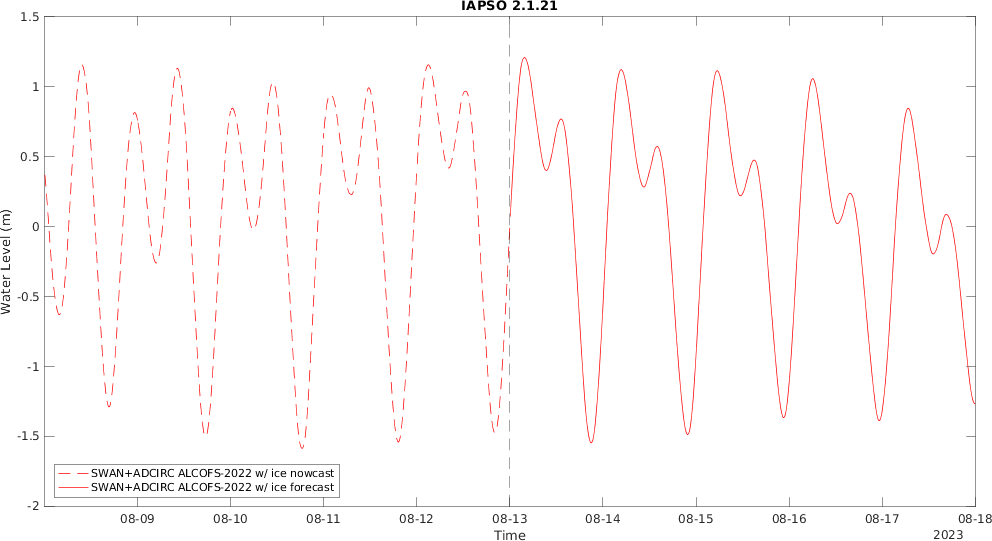 IAPSO 2.1.21
Water Level (m)
1.5
1
0.5
0
-0.5
-1
-1.5
-2
SWAN+ADCIRC ALCOFS-2022 w/ ice nowcast
SWAN+ADCIRC ALCOFS-2022 w/ ice forecast
08-09 08-10 08-11 08-12 08-13 08-14 08-15 08-16 08-17 08-18
Time
2023